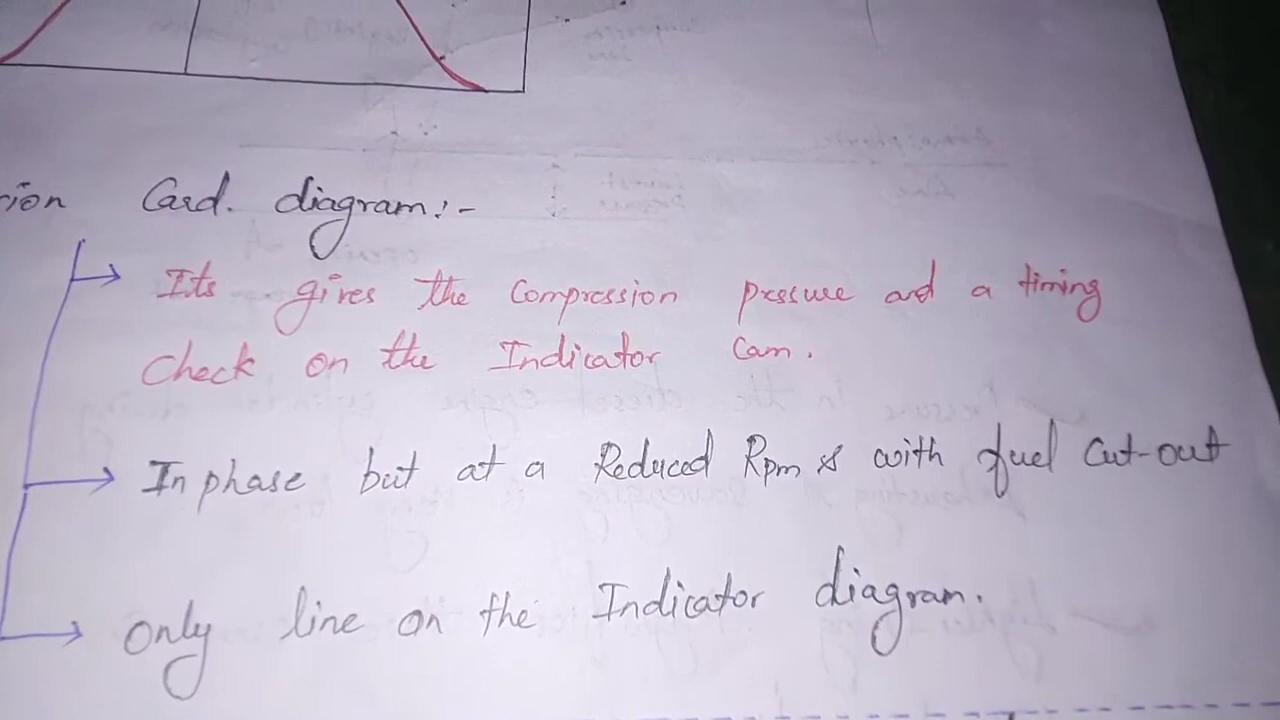 Card. diagram:-
Its gives the Compression pressure and a timing
Check on the Indicator Cam.
In phase but at a Reduced Rpm & with fuel Cut-out
only line on the Indicator diagram.